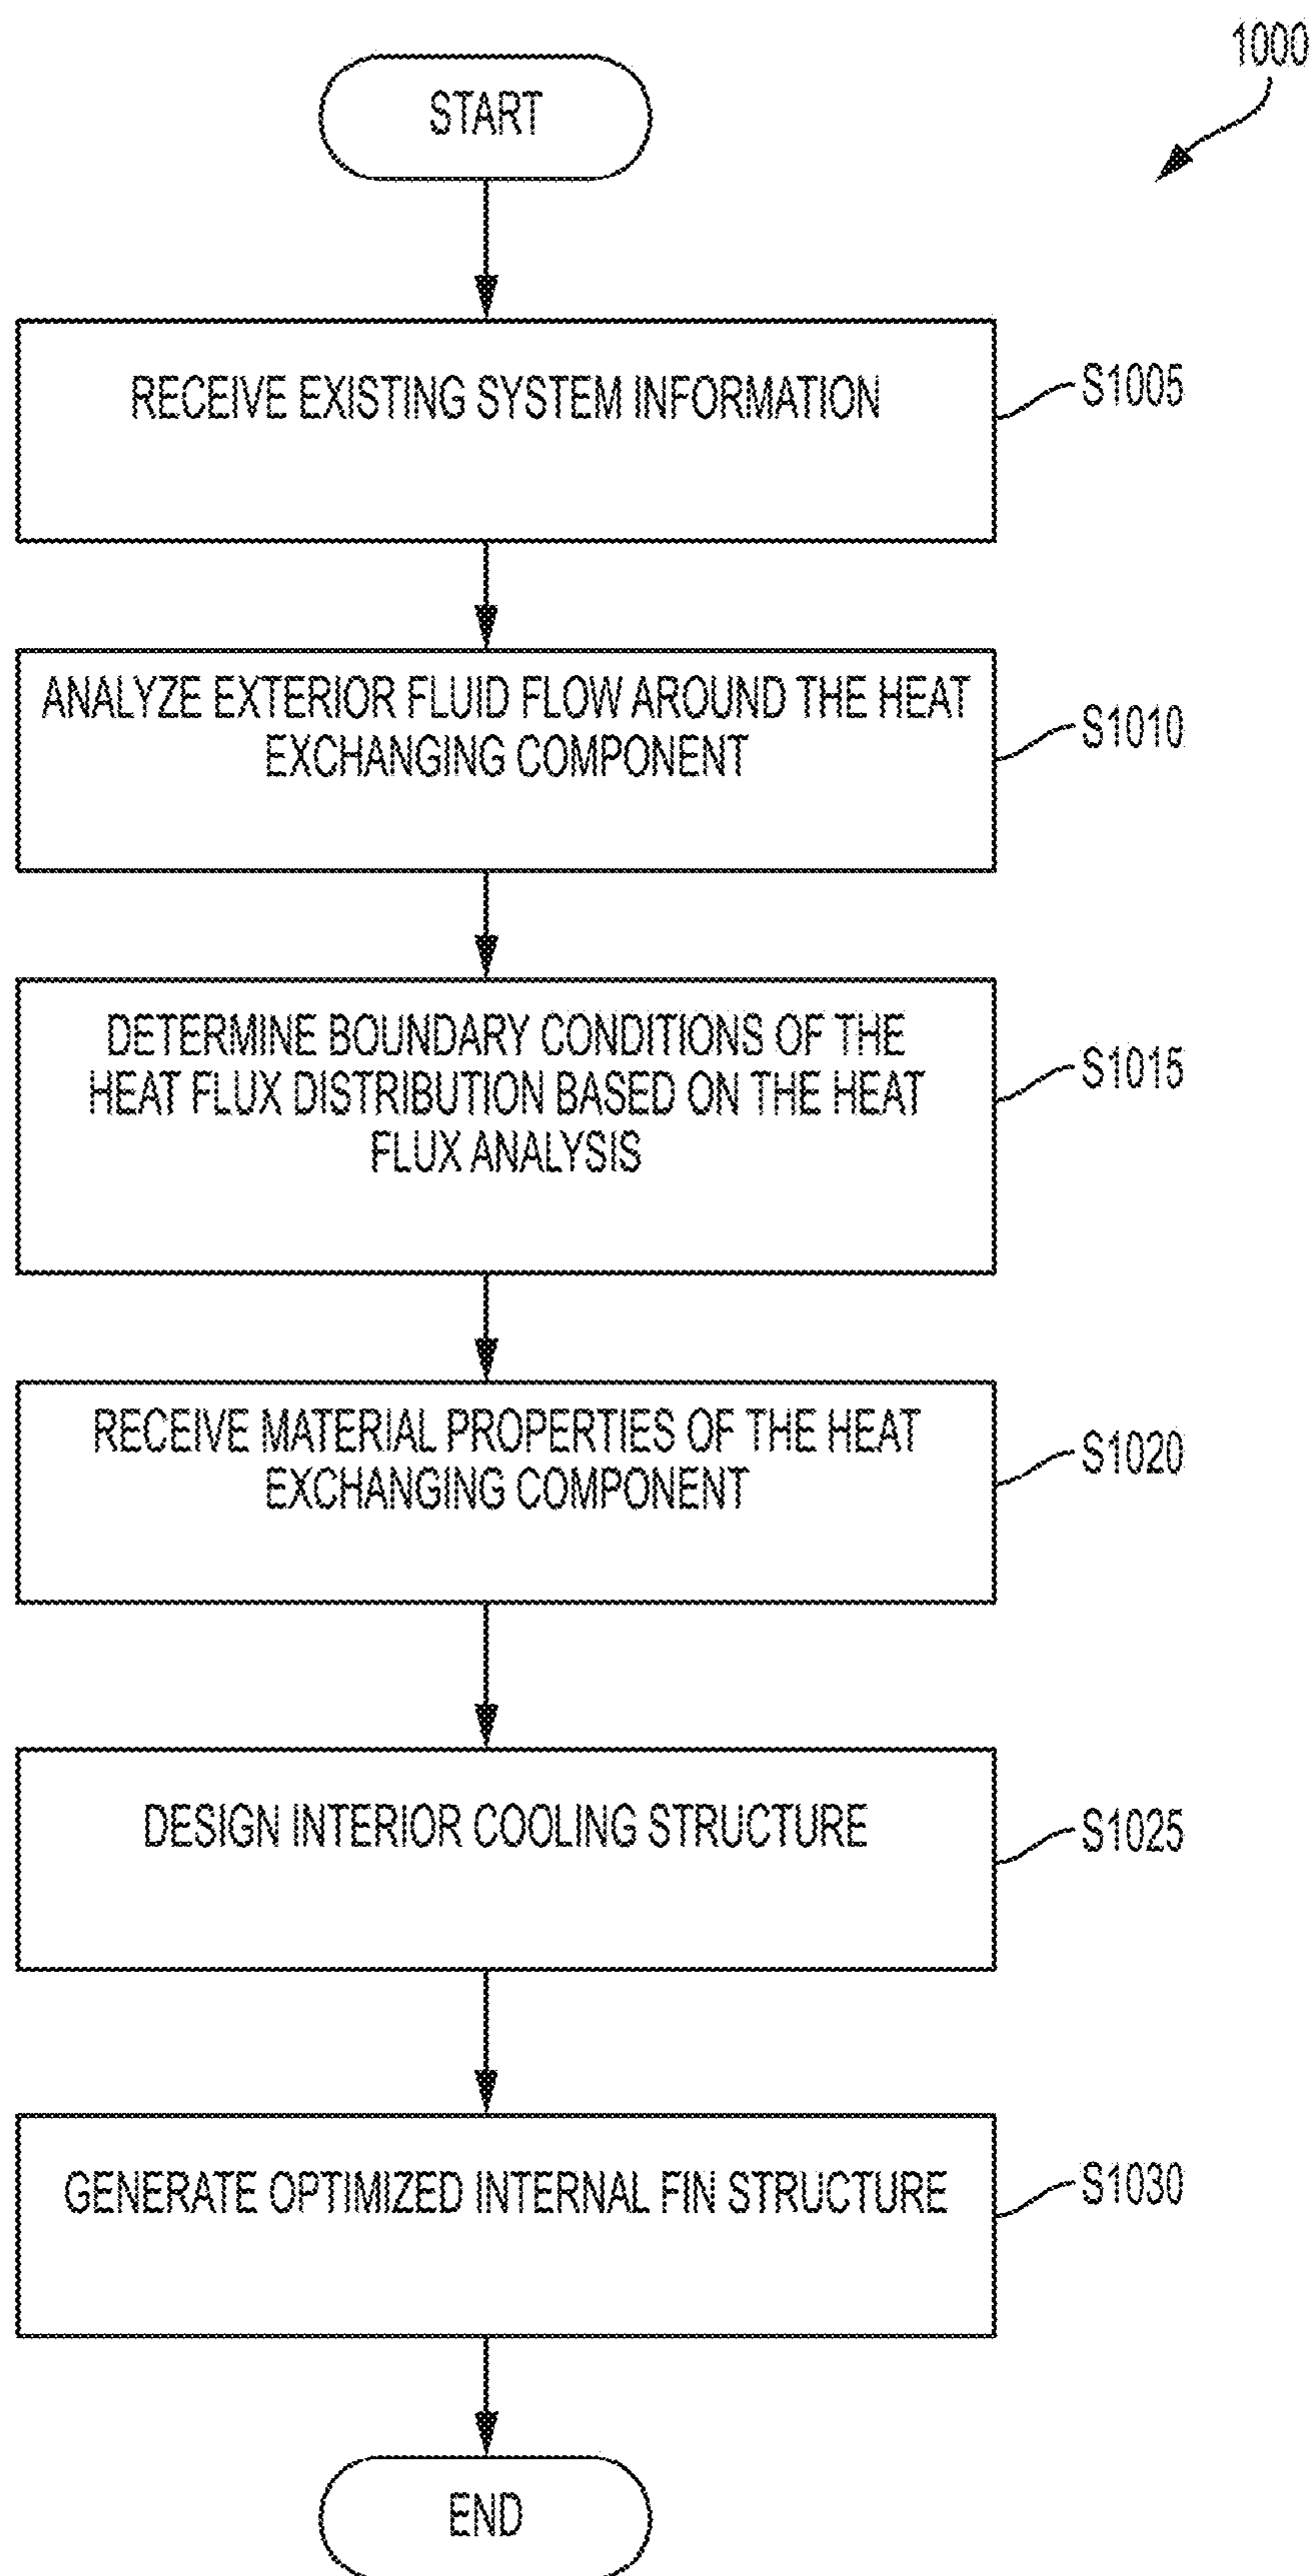 1000
START
RECEIVE EXISTING SYSTEM INFORMATION
S1005
ANALYZE EXTERIOR FLUID FLOW AROUND THE HEAT
EXCHANGING COMPONENT
S1010
DETERMINE BOUNDARY CONDITIONS OF THE
HEAT FLUX DISTRIBUTION BASED ON THE HEAT
FLUX ANALYSIS
S1015
RECEIVE MATERIAL PROPERTIES OF THE HEAT
EXCHANGING COMPONENT
S1020
DESIGN INTERIOR COOLING STRUCTURE
S1025
GENERATE OPTIMIZED INTERNAL FIN STRUCTURE
S1030
END